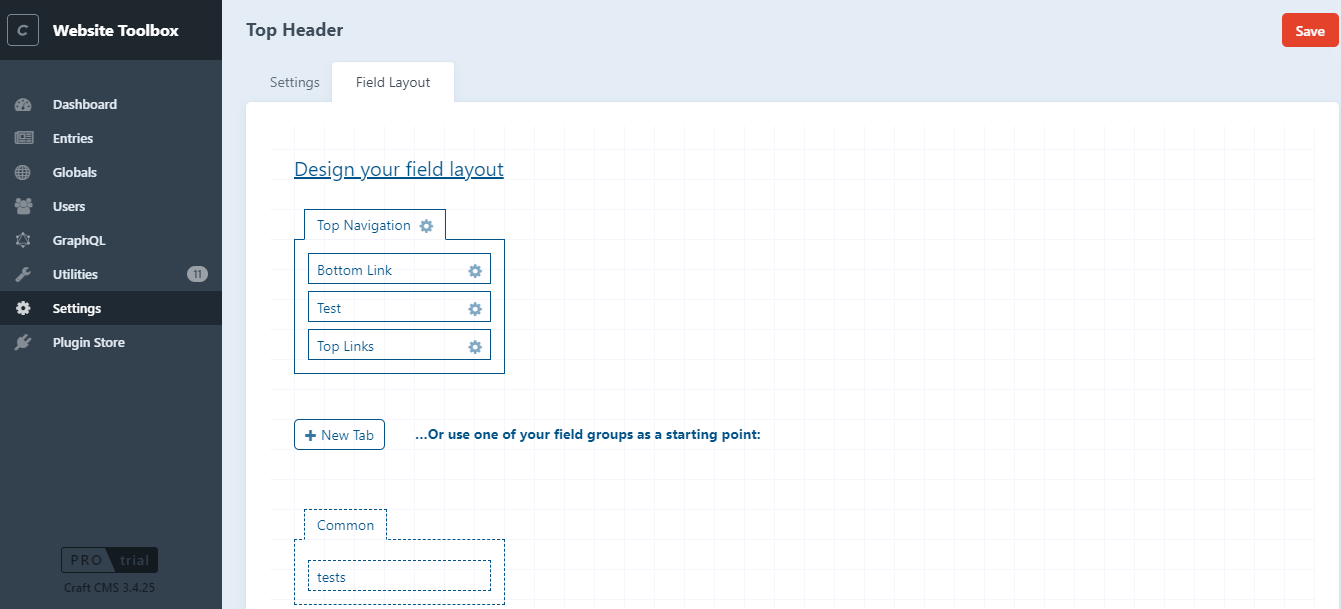 C Website Toolbox
Top Header
Save
Dashboard
Entries
Globals
Users
GraphQL
Utilities 11
Settings
Plugin Store
PRO trial
Craft CMS 3.4.25
Settings Field Layout
Design your field layout
Top Navigation
Bottom Link
Test
Top Links
+ New Tab ...Or use one of your field groups as a starting point:
Common
tests